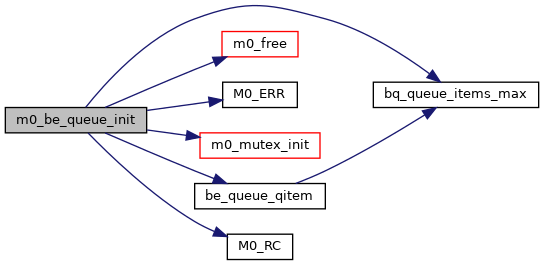 m0_free
M0_ERR
bq_queue_items_max
m0_be_queue_init
m0_mutex_init
be_queue_qitem
M0_RC